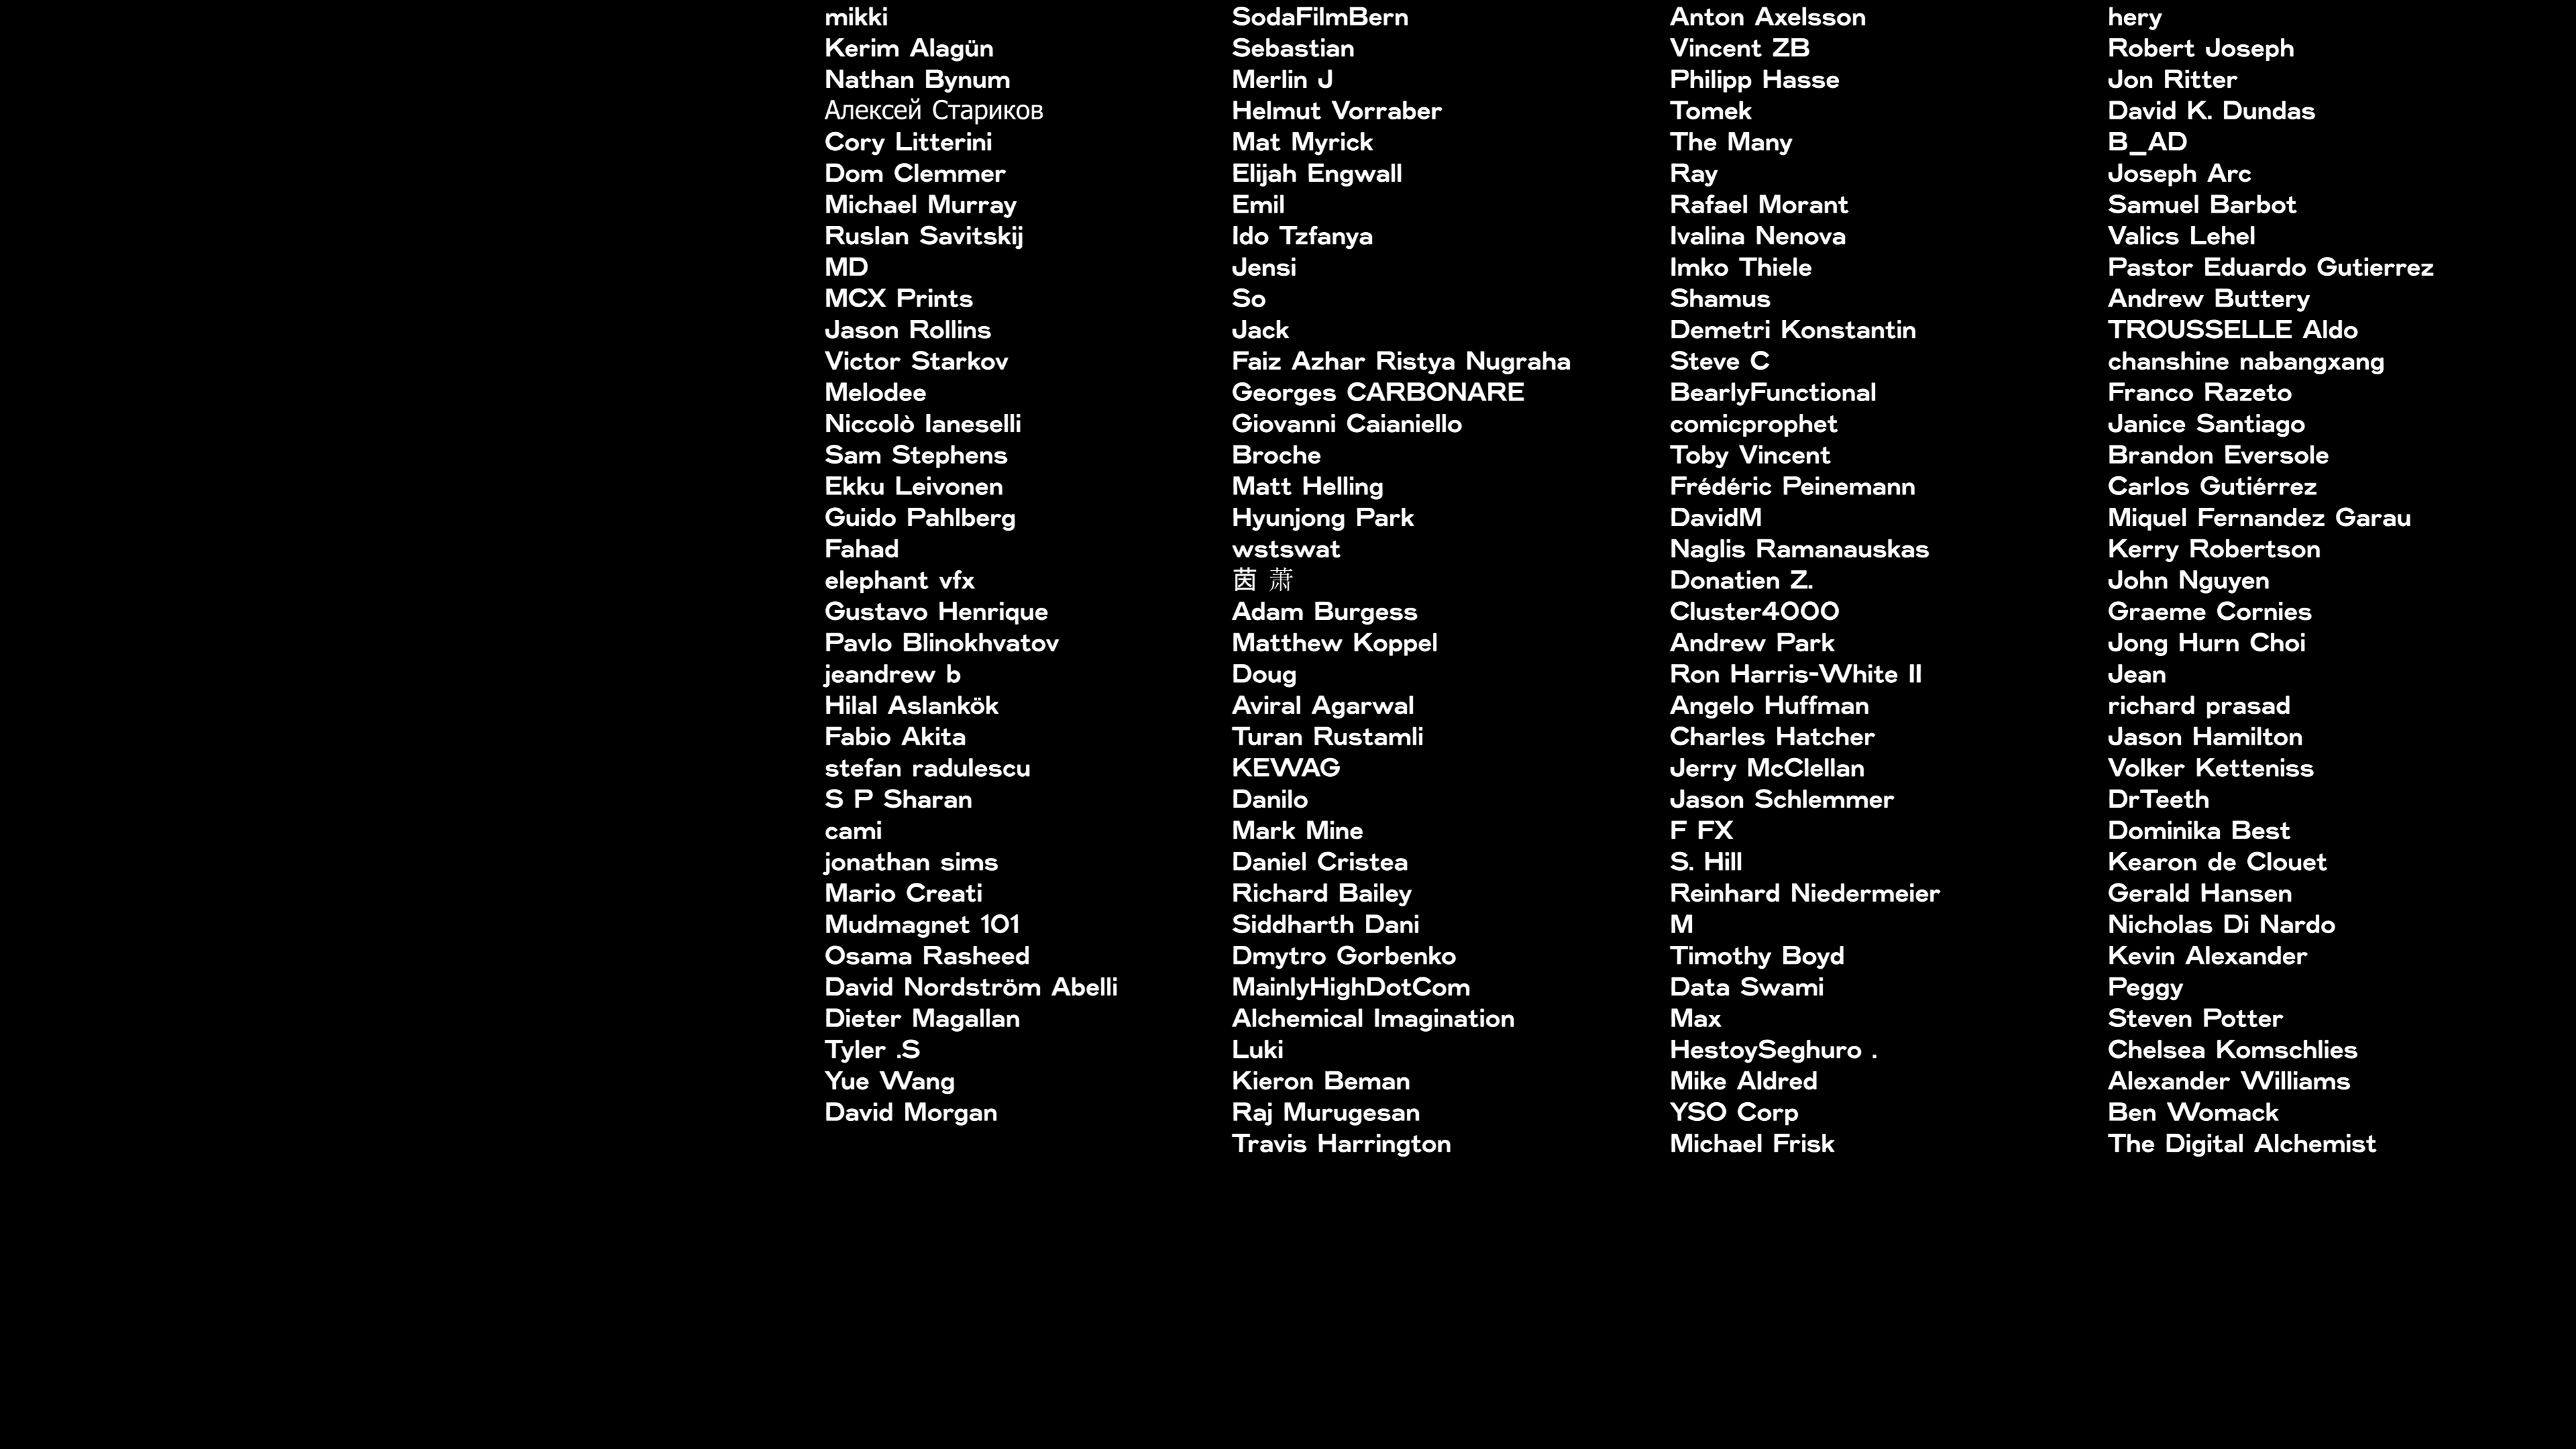 mikki
Kerim Alagün
Nathan Bynum
Алексей Стариков
Cory Litterini
Dom Clemmer
Michael Murray
Ruslan Savitskij
MD
MCX Prints
Jason Rollins
Victor Starkov
Melodee
Niccolò Ianeselli
Sam Stephens
Ekku Leivonen
Guido Pahlberg
Fahad
elephant vfx
Gustavo Henrique
Pavlo Blinokhvatov
jeandrew b
Hilal Aslankök
Fabio Akita
stefan radulescu
S P Sharan
cami
jonathan sims
Mario Creati
Mudmagnet 101
Osama Rasheed
David Nordström Abelli
Dieter Magallan
Tyler .S
Yue Wang
David Morgan
SodaFilmBern
Sebastian
Merlin J
Helmut Vorraber
Mat Myrick
Elijah Engwall
Emil
Ido Tzfanya
Jensi
So
Jack
Faiz Azhar Ristya Nugraha
Georges CARBONARE
Giovanni Caianiello
Broche
Matt Helling
Hyunjong Park
wstswat
茵 萧
Adam Burgess
Matthew Koppel
Doug
Aviral Agarwal
Turan Rustamli
KEWAG
Danilo
Mark Mine
Daniel Cristea
Richard Bailey
Siddharth Dani
Dmytro Gorbenko
MainlyHighDotCom
Alchemical Imagination
Luki
Kieron Beman
Raj Murugesan
Travis Harrington
Anton Axelsson
Vincent ZB
Philipp Hasse
Tomek
The Many
Ray
Rafael Morant
Ivalina Nenova
Imko Thiele
Shamus
Demetri Konstantin
Steve C
BearlyFunctional
comicprophet
Toby Vincent
Frédéric Peinemann
DavidM
Naglis Ramanauskas
Donatien Z.
Cluster4000
Andrew Park
Ron Harris-White II
Angelo Huffman
Charles Hatcher
Jerry McClellan
Jason Schlemmer
F FX
S. Hill
Reinhard Niedermeier
M
Timothy Boyd
Data Swami
Max
HestoySeghuro .
Mike Aldred
YSO Corp
Michael Frisk
hery
Robert Joseph
Jon Ritter
David K. Dundas
B_AD
Joseph Arc
Samuel Barbot
Valics Lehel
Pastor Eduardo Gutierrez
Andrew Buttery
TROUSSELLE Aldo
chanshine nabangxang
Franco Razeto
Janice Santiago
Brandon Eversole
Carlos Gutiérrez
Miquel Fernandez Garau
Kerry Robertson
John Nguyen
Graeme Cornies
Jong Hurn Choi
Jean
richard prasad
Jason Hamilton
Volker Ketteniss
DrTeeth
Dominika Best
Kearon de Clouet
Gerald Hansen
Nicholas Di Nardo
Kevin Alexander
Peggy
Steven Potter
Chelsea Komschlies
Alexander Williams
Ben Womack
The Digital Alchemist